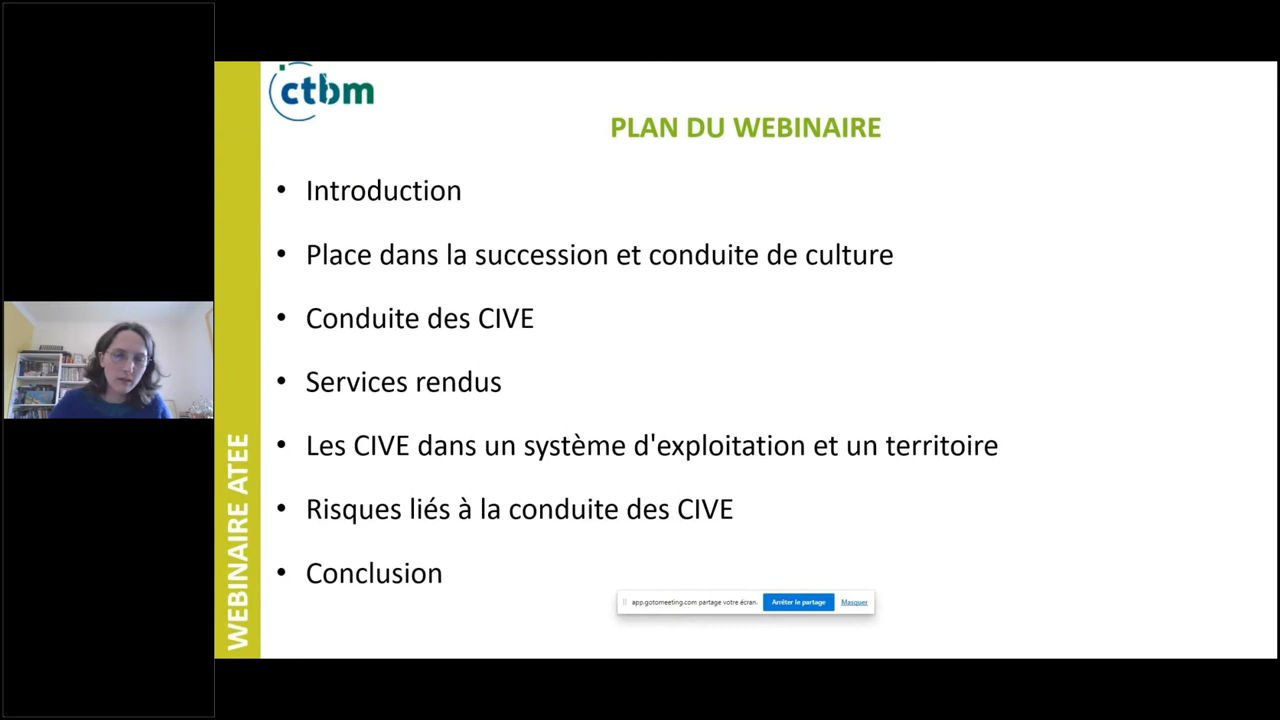 ctbm
PLAN DU WEBINAIRE
• Introduction
• Place dans la succession et conduite de culture
• Conduite des CIVE
• Services rendus
• Les CIVE dans un système d'exploitation et un territoire
• Risques liés à la conduite des CIVE
• Conclusion
WEBINAIRE ATEE
app.gotomeeting.com partage votre écran. Arrêter le partage Masquer